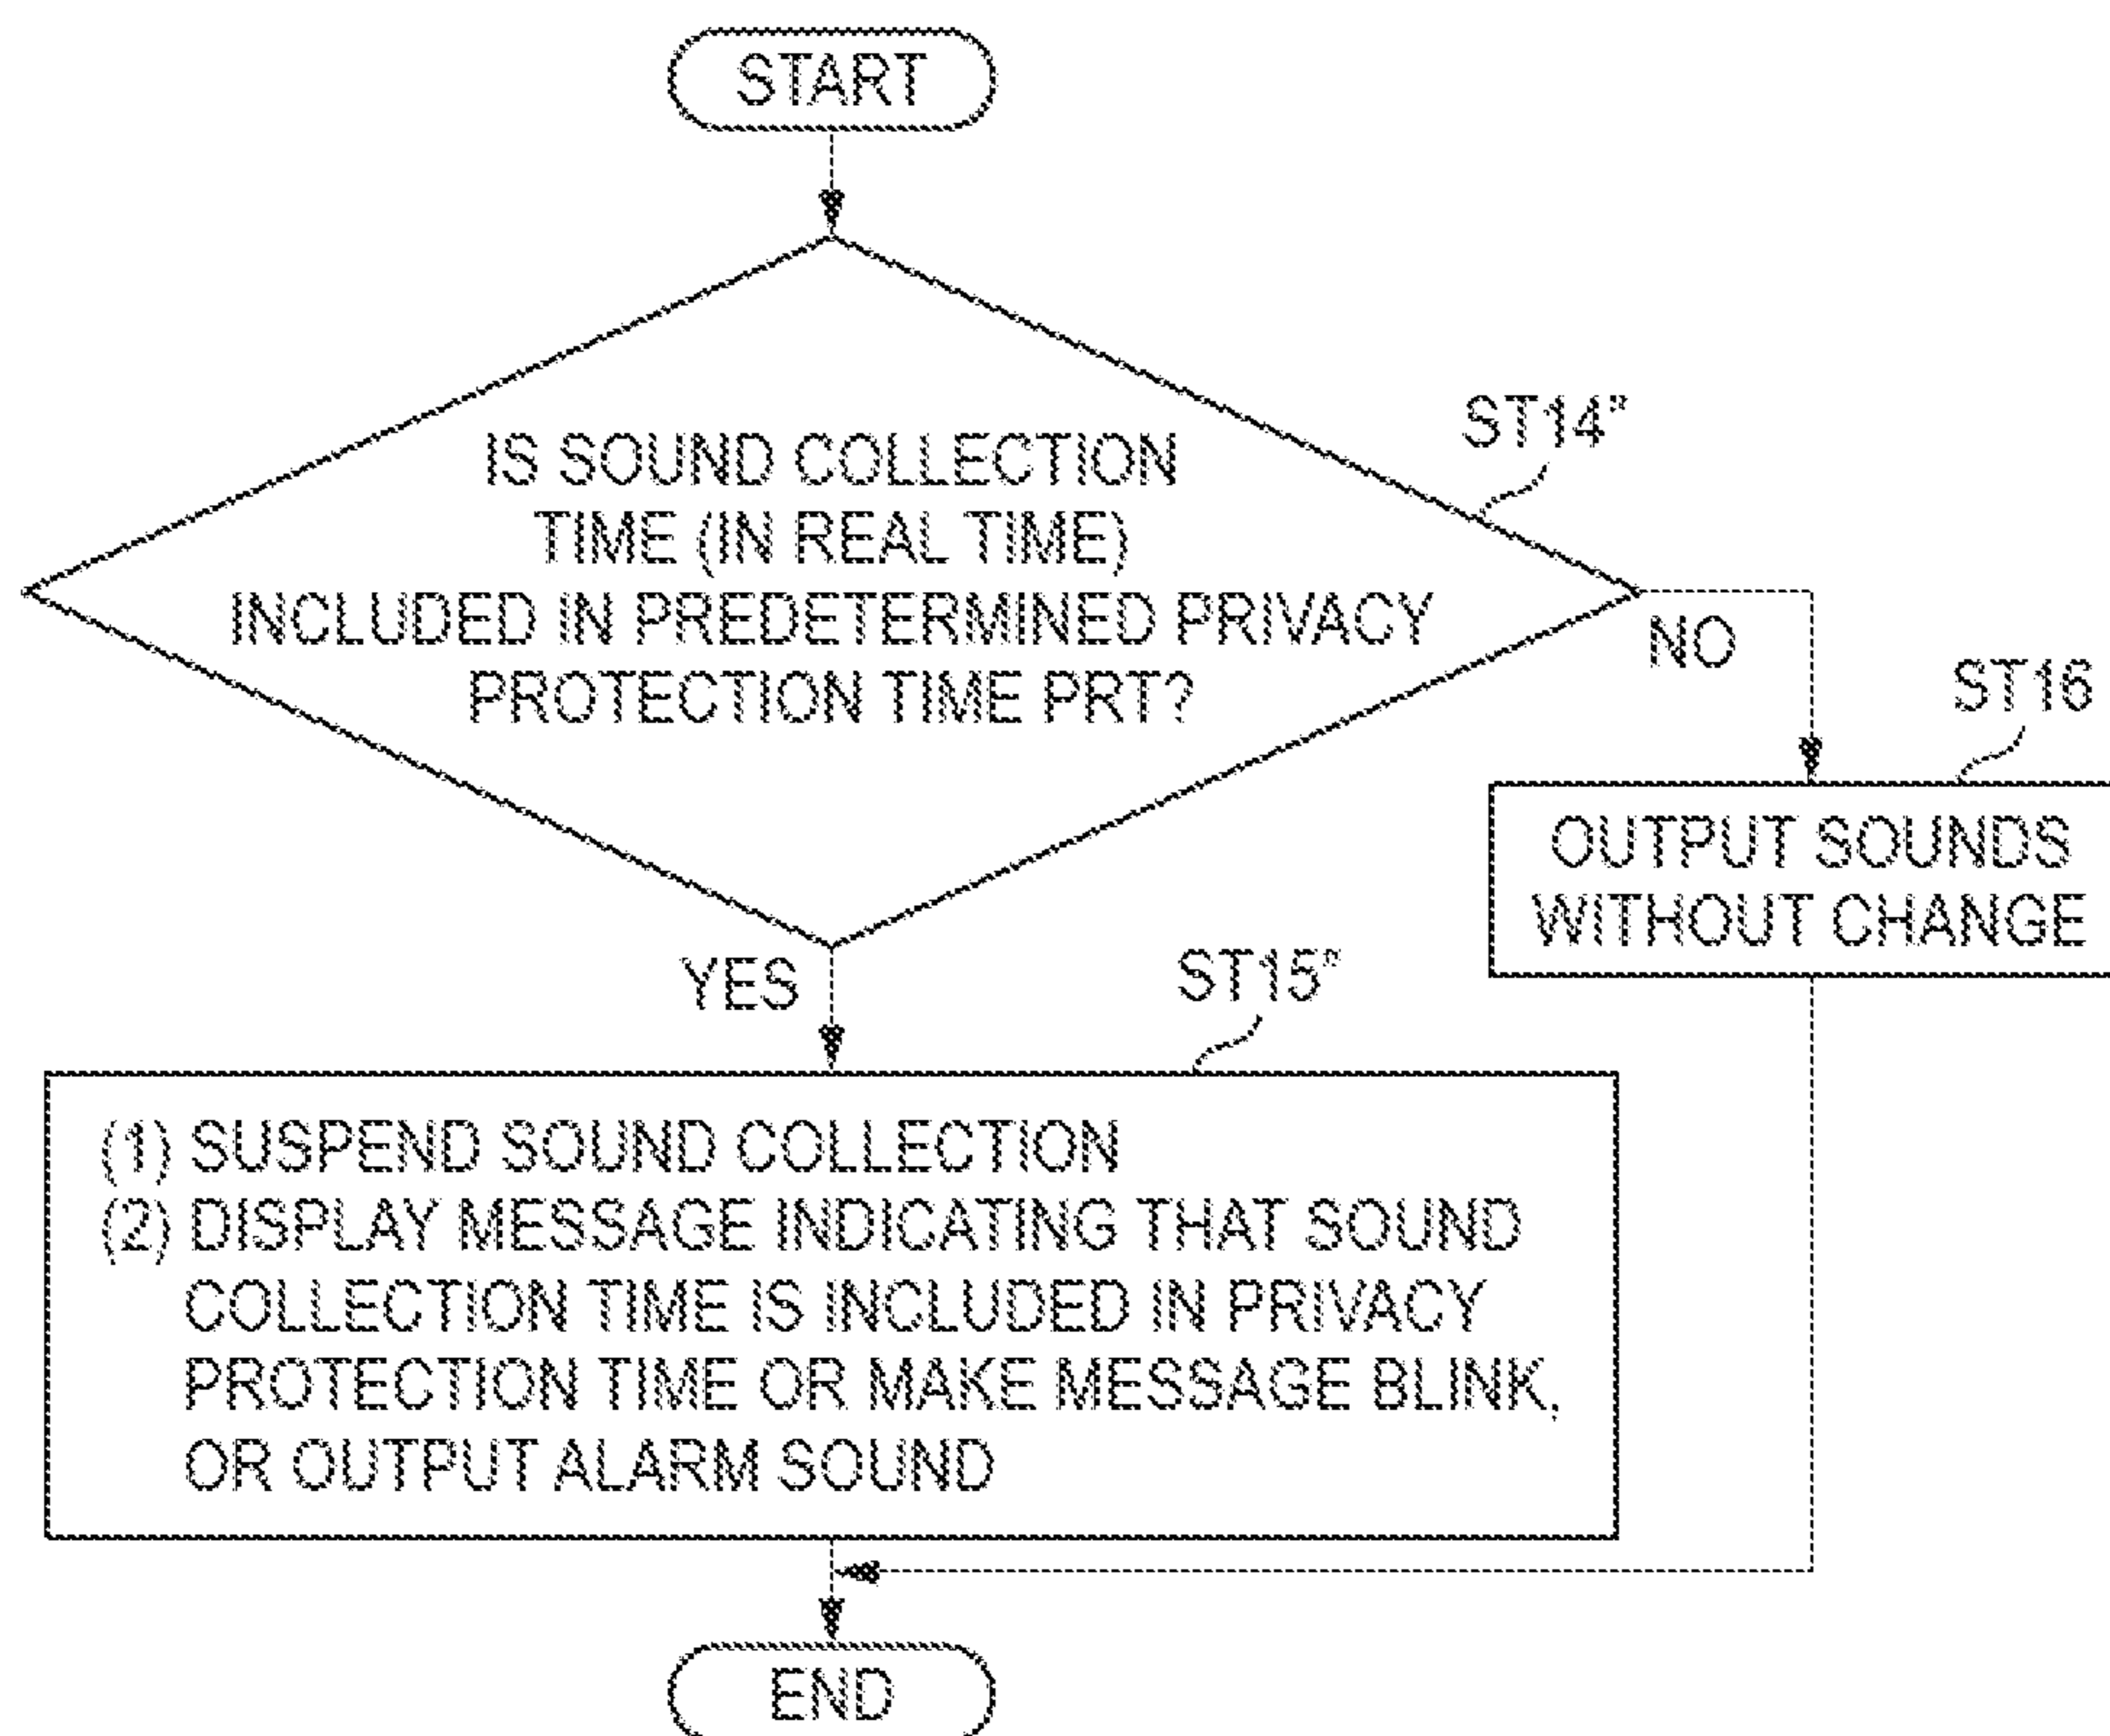 START
IS SOUND COLLECTION
TIME (IN REAL TIME)
INCLUDED IN PREDETERMINED PRIVACY
PROTECTION TIME PRT?
ST14"
NO
ST16
OUTPUT SOUNDS
WITHOUT CHANGE
YES
ST15"
(1) SUSPEND SOUND COLLECTION
(2) DISPLAY MESSAGE INDICATING THAT SOUND
COLLECTION TIME IS INCLUDED IN PRIVACY
PROTECTION TIME OR MAKE MESSAGE BLINK,
OR OUTPUT ALARM SOUND
END